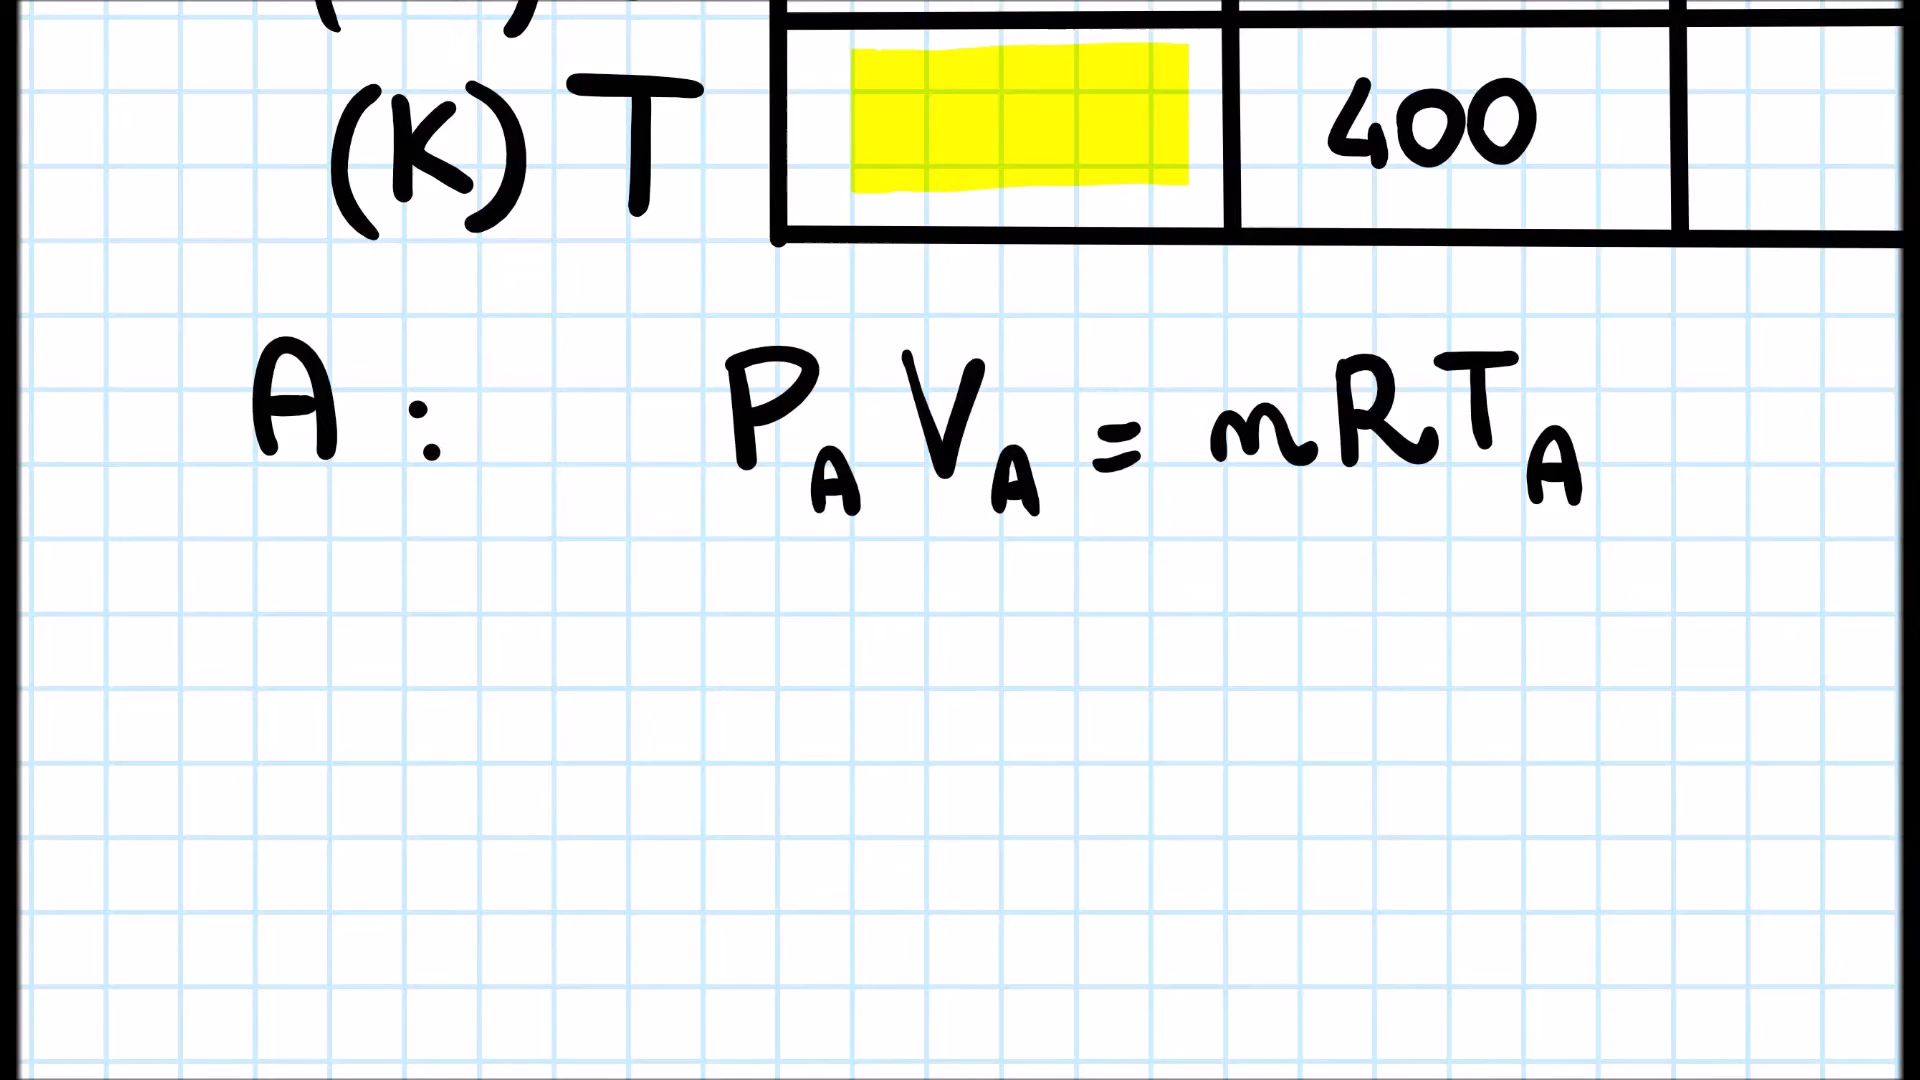 (K) T 400
A : P_A V_A = nRT_A